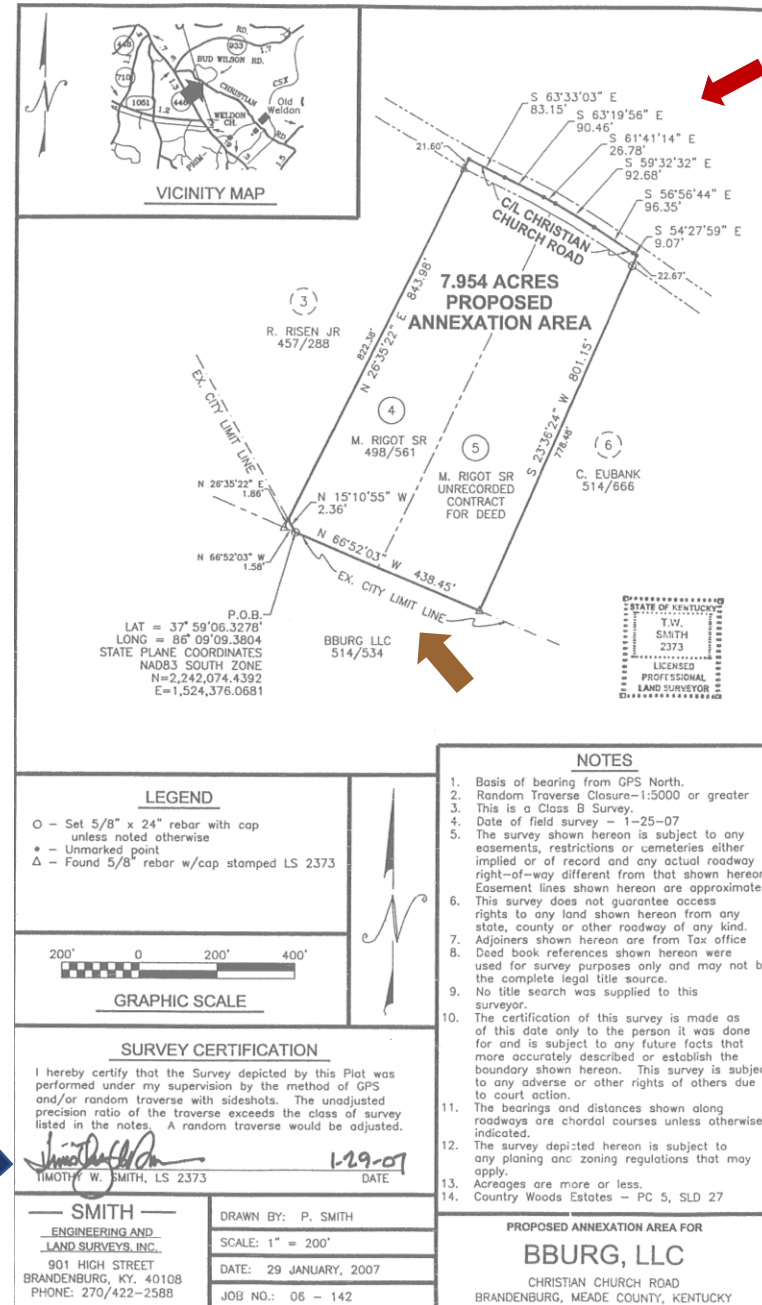 448
.7
933
RD.
1.7
710
1.1
BUD WILSON RD.
1.3
CHRISTIAN
CSX
1051
1.2
448
Old
Weldon
WELDON
CH.
RD.
1.5
VICINITY MAP
N
S 63°33'03" E
83.15'
S 63°19'56" E
90.46'
S 61°41'14" E
26.78'
S 59°32'32" E
92.68'
S 56°56'44" E
96.35'
S 54°27'59" E
9.07'
21.60'
22.67'
C/L CHRISTIAN
CHURCH ROAD
7.954 ACRES
PROPOSED
ANNEXATION AREA
3
R. RISEN JR
457/288
822.38'
N 26°35'22" E 843.98'
EX. CITY LIMIT LINE
4
M. RIGOT SR
498/561
5
M. RIGOT SR
UNRECORDED
CONTRACT
FOR DEED
S 23°36'24" W 801.15'
778.48'
6
C. EUBANK
514/666
N 26°35'22" E
1.86'
N 15°10'55" W
2.36'
N 66°52'03" W
1.58'
N 66°52'03" W 438.45'
EX. CITY LIMIT LINE
P.O.B.
LAT = 37° 59'06.3278'
LONG = 86° 09'09.3804
STATE PLANE COORDINATES
NAD83 SOUTH ZONE
N=2,242,074.4392
E=1,524,376.0681
BBURG LLC
514/534
STATE OF KENTUCKY
T.W.
SMITH
2373
LICENSED
PROFESSIONAL
LAND SURVEYOR
LEGEND
O – Set 5/8" x 24" rebar with cap
unless noted otherwise
• – Unmarked point
Δ – Found 5/8" rebar w/cap stamped LS 2373
N
200' 0 200' 400'
GRAPHIC SCALE
SURVEY CERTIFICATION
I hereby certify that the Survey depicted by this Plat was
performed under my supervision by the method of GPS
and/or random traverse with sideshots. The unadjusted
precision ratio of the traverse exceeds the class of survey
listed in the notes. A random traverse would be adjusted.
1-29-07
TIMOTHY W. SMITH, LS 2373 DATE
SMITH
ENGINEERING AND
LAND SURVEYS, INC.
901 HIGH STREET
BRANDENBURG, KY. 40108
PHONE: 270/422-2588
DRAWN BY: P. SMITH
SCALE: 1" = 200'
DATE: 29 JANUARY, 2007
JOB NO.: 06 – 142
NOTES
1. Basis of bearing from GPS North.
2. Random Traverse Closure–1:5000 or greater
3. This is a Class B Survey.
4. Date of field survey – 1-25-07
5. The survey shown hereon is subject to any
easements, restrictions or cemeteries either
implied or of record and any actual roadway
right-of-way different from that shown hereon
Easement lines shown hereon are approximate
6. This survey does not guarantee access
rights to any land shown hereon from any
state, county or other roadway of any kind.
7. Adjoiners shown hereon are from Tax office
8. Deed book references shown hereon were
used for survey purposes only and may not b
the complete legal title source.
9. No title search was supplied to this
surveyor.
10. The certification of this survey is made as
of this date only to the person it was done
for and is subject to any future facts that
more accurately described or establish the
boundary shown hereon. This survey is subjec
to any adverse or other rights of others due
to court action.
11. The bearings and distances shown along
roadways are chordal courses unless otherwise
indicated.
12. The survey depicted hereon is subject to
any planing and zoning regulations that may
apply.
13. Acreages are more or less.
14. Country Woods Estates – PC 5, SLD 27
PROPOSED ANNEXATION AREA FOR
BBURG, LLC
CHRISTIAN CHURCH ROAD
BRANDENBURG, MEADE COUNTY, KENTUCKY